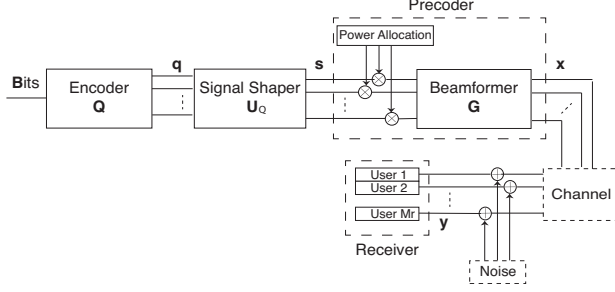 Precoder
Power Allocation
Bits
q
s
x
Encoder
Q
Signal Shaper
UQ
Beamformer
G
User 1
User 2
User Mr
y
Receiver
Channel
Noise